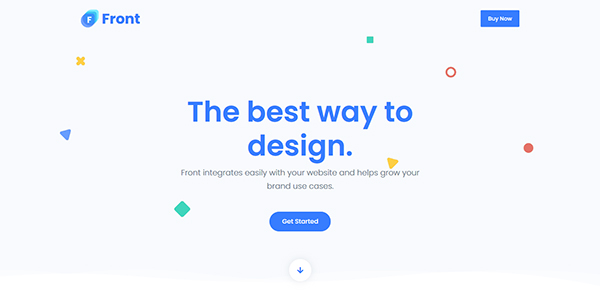 F Front
Buy Now
The best way to
design.
Front integrates easily with your website and helps grow your
brand use cases.
Get Started